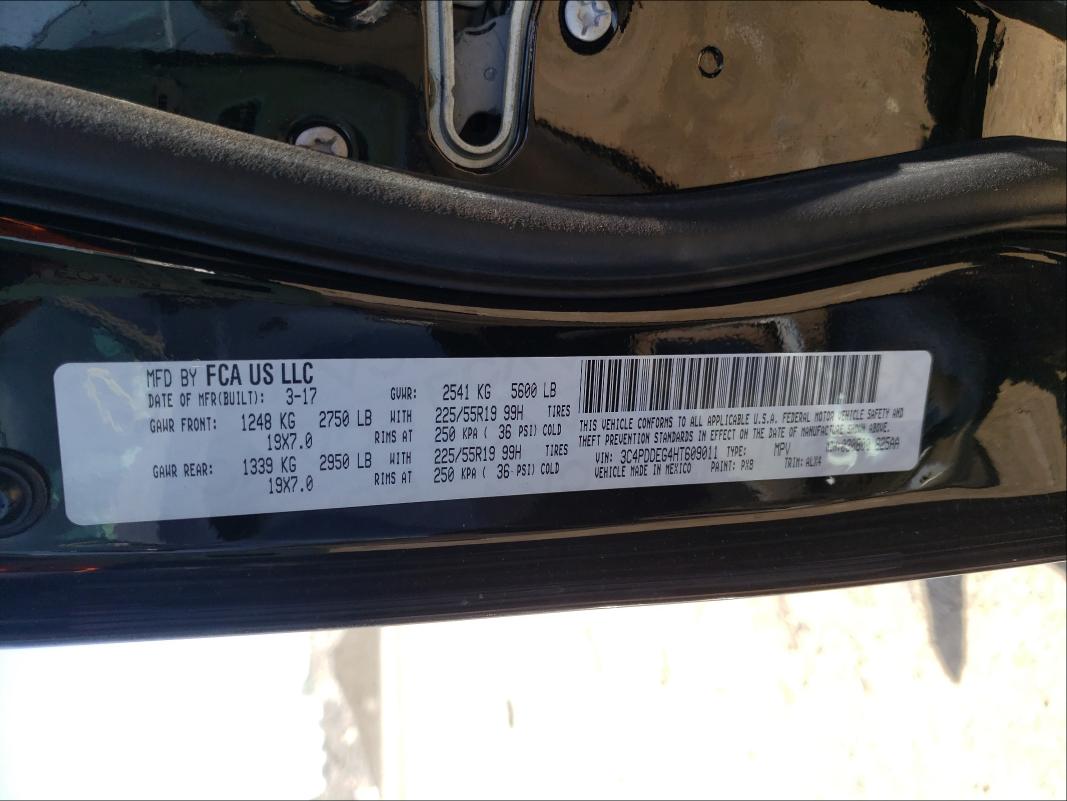 MFD BY FCA US LLC
DATE OF MFR(BUILT): 3-17 GVWR: 2541 KG 5600 LB
GAWR FRONT: 1248 KG 2750 LB WITH 225/55R19 99H TIRES
19X7.0 RIMS AT 250 KPA ( 36 PSI) COLD
GAWR REAR: 1339 KG 2950 LB WITH 225/55R19 99H TIRES
19X7.0 RIMS AT 250 KPA ( 36 PSI) COLD
THIS VEHICLE CONFORMS TO ALL APPLICABLE U.S.A. FEDERAL MOTOR VEHICLE SAFETY AND
THEFT PREVENTION STANDARDS IN EFFECT ON THE DATE OF MANUFACTURE SHOWN ABOVE.
VIN: 3C4PDDEG4HT609011 TYPE: MPV
VEHICLE MADE IN MEXICO PAINT: PX8 TRIM: ALX4